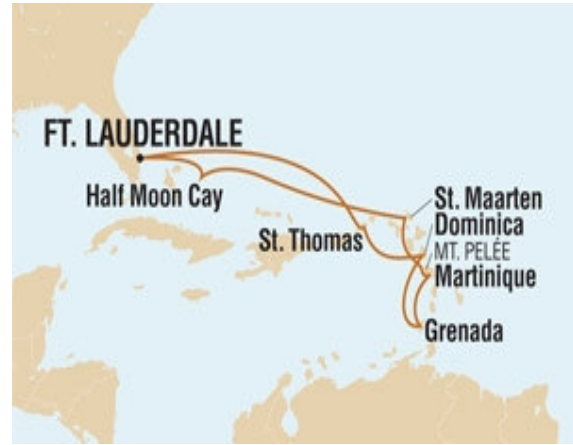 FT. LAUDERDALE
Half Moon Cay
St. Thomas
St. Maarten
Dominica
MT. PELÉE
Martinique
Grenada